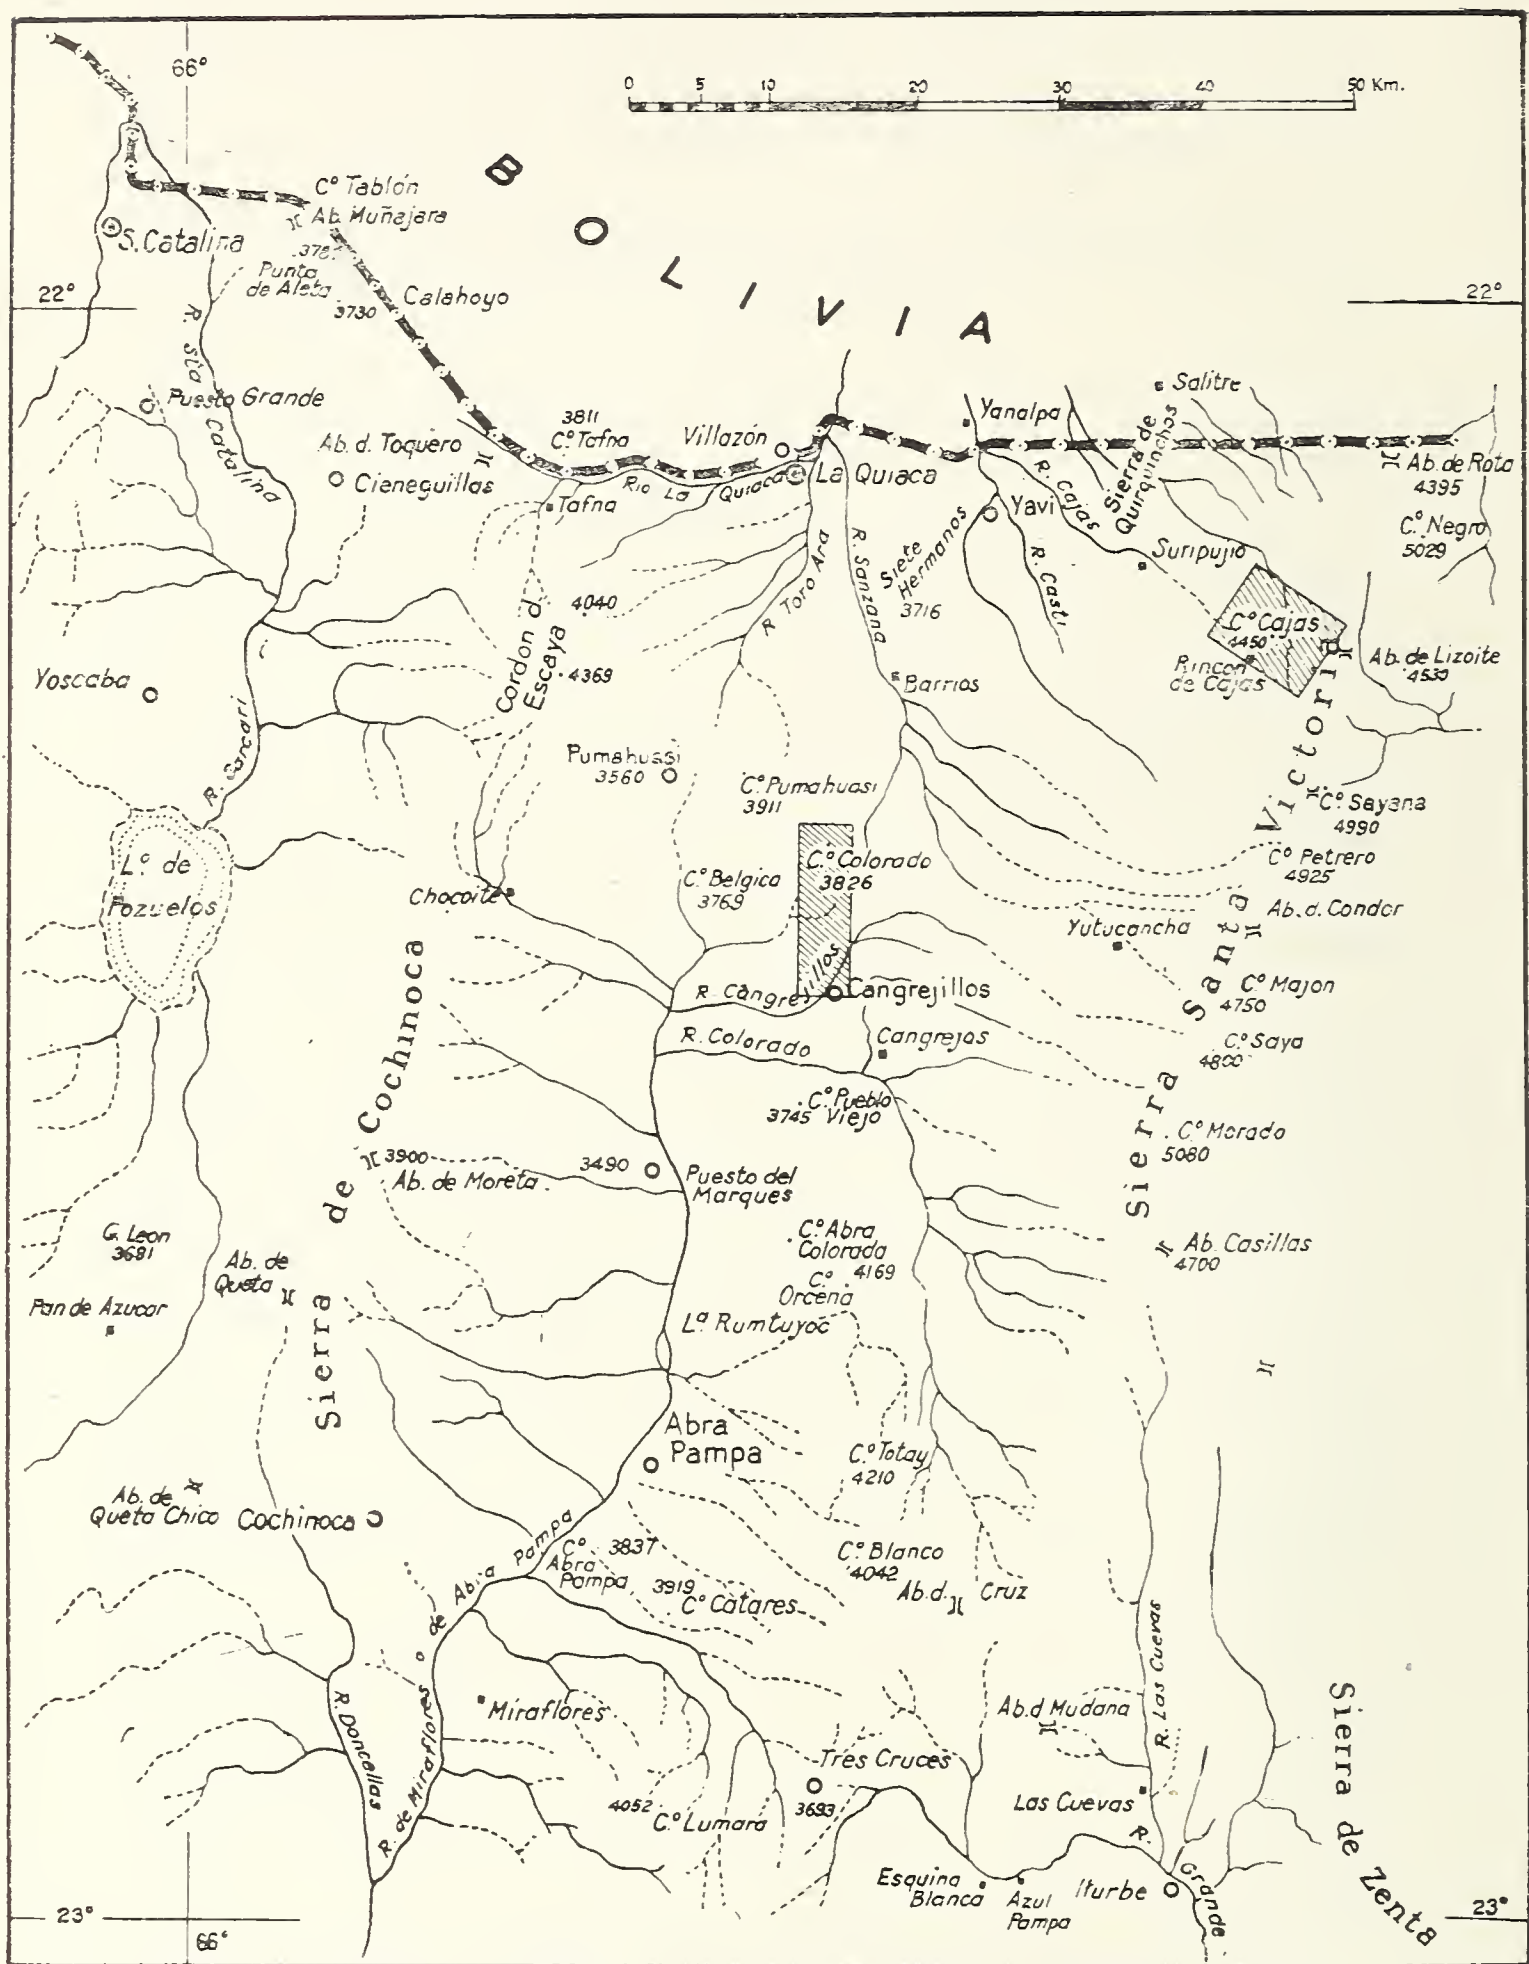 66°
0 5 10 20 30 40 50 Km.
BOLIVIA
Cº Tablón
Ab. Muñajara
S. Catalina
Punta
de Aleta
3730
Calahoyo
22°
22°
R. Sta Catalina
Puesto Grande
Ab. d. Toquero
Cieneguillas
3811
Cº Tafna
Tafna
Villazón
Rio La Quiaca
La Quiaca
Yanalpa
Salitre
Sierra de
Quirquinchos
R. Cajas
Ab. de Rota
4395
Cº Negro
5029
Yavi
R. Casti
Siete
Hermanos
3716
Suripujio
R. Toro Ara
R. Sanzana
Cº Cajas
4450
Rincon
de Cajas
Ab. de Lizoite
4530
Cordon d.
Escaya
4040
4369
Barrios
Yoscaba
R. Sarcari
Pumahuasi
3560
Cº Pumahuasi
3911
Cº Sayana
4990
Lº de
Pozuelos
Chocoite
Cº Belgica
3769
Cº Colorado
3826
Cº Petrero
4925
Ab. d. Condor
Yutucancha
Sierra Santa Victoria
R. Cangrejillos
Cangrejillos
Cº Majon
4750
R. Colorado
Cangrejos
Cº Saya
4800
Sierra de Cochinoca
Cº Pueblo
3745 Viejo
Cº Morado
5080
3900
Ab. de Moreta
3490
Puesto del
Marques
G. Leon
3681
Ab. de
Queta
Cº Abra
Colorada
4169
Cº
Orcena
Ab. Casillas
4700
Pan de Azucar
Lª Rumtuyoc
Abra
Pampa
Cº Totay
4210
Ab. de
Queta Chico
Cochinoca
Cº 3837
Abra
Pampa
3919
Cº Catares
Cº Blanco
4042
Ab. d. Cruz
R. de Miraflores o de Abra Pampa
R. Doncellas
Miraflores
Ab. d Mudana
R. Las Cuevas
Tres Cruces
3693
4052
Cº Lumara
Las Cuevas
Sierra de Zenta
Esquina
Blanca
Azul
Pampa
Iturbe
R. Grande
23°
23°
66°